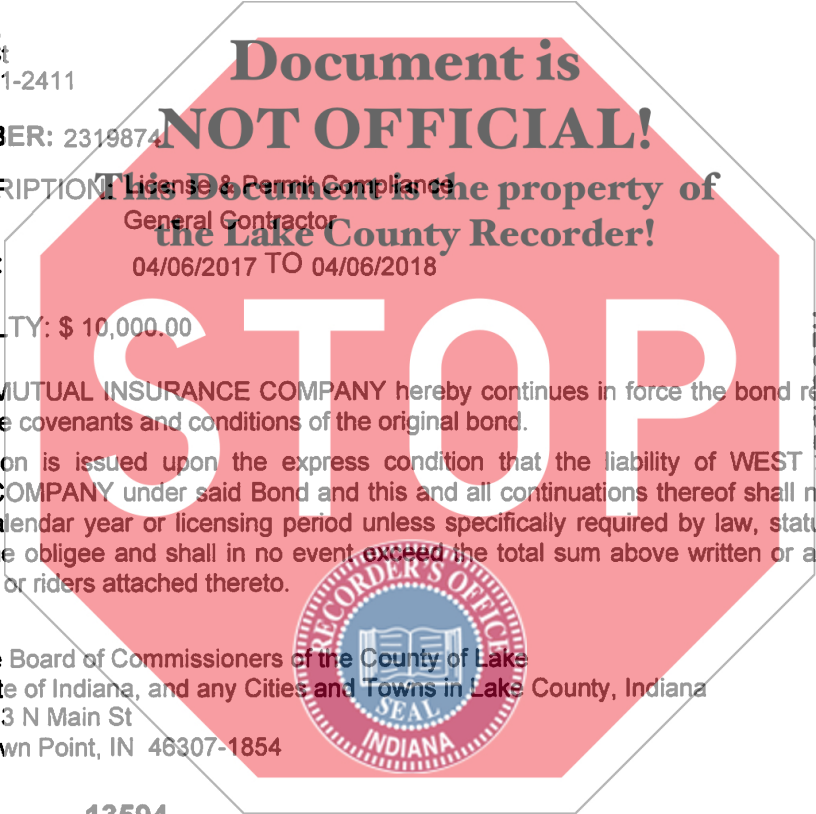 t
1-2411
Document is
ER: 2319874
NOT OFFICIAL!
RIPTION: License & Permit Compliance
This Document is the property of
General Contractor
the Lake County Recorder!
04/06/2017 TO 04/06/2018
LTY: $ 10,000.00
STOP
MUTUAL INSURANCE COMPANY hereby continues in force the bond re
e covenants and conditions of the original bond.
on is issued upon the express condition that the liability of WEST
COMPANY under said Bond and this and all continuations thereof shall n
lendar year or licensing period unless specifically required by law, statu
e obligee and shall in no event exceed the total sum above written or a
or riders attached thereto.
RECORDER'S OFFICE
Board of Commissioners of the County of Lake
te of Indiana, and any Cities and Towns in Lake County, Indiana
3 N Main St
SEAL
wn Point, IN 46307-1854
INDIANA
13594